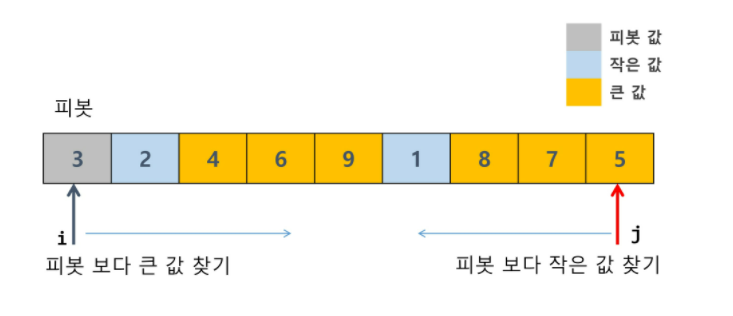 피봇 값
작은 값
큰 값
피봇
3 2 4 6 9 1 8 7 5
i j
피봇 보다 큰 값 찾기 피봇 보다 작은 값 찾기